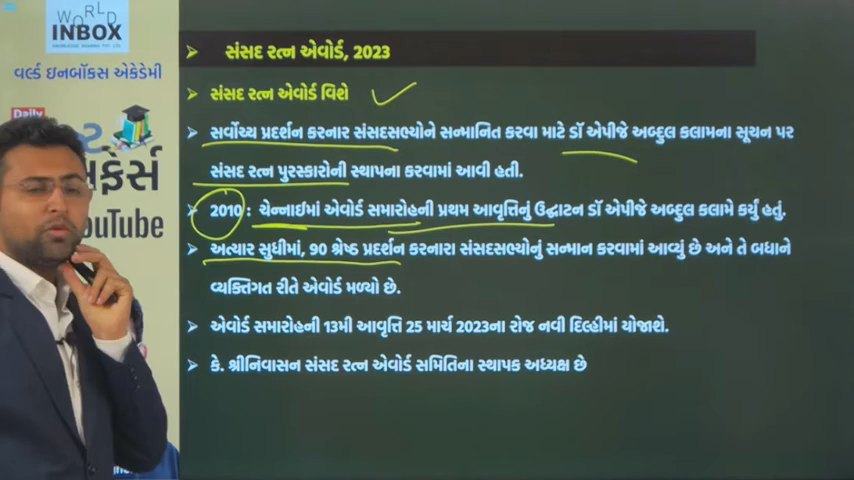 WORLD
INBOX
KNOWLEDGE SHARING PVT. LTD.
વર્લ્ડ ઇનબૉક્સ એકેડેમી
Daily
ફેર્સ
YouTube
સંસદ રત્ન એવોર્ડ, 2023
સંસદ રત્ન એવોર્ડ વિશે
સર્વોચ્ચ પ્રદર્શન કરનાર સંસદસભ્યોને સન્માનિત કરવા માટે ડૉ એપીજે અબ્દુલ કલામના સૂચન પર
સંસદ રત્ન પુરસ્કારોની સ્થાપના કરવામાં આવી હતી.
2010 : ચેન્નાઈમાં એવોર્ડ સમારોહની પ્રથમ આવૃત્તિનું ઉદ્ઘાટન ડૉ એપીજે અબ્દુલ કલામે કર્યું હતું.
અત્યાર સુધીમાં, 90 શ્રેષ્ઠ પ્રદર્શન કરનારા સંસદસભ્યોનું સન્માન કરવામાં આવ્યું છે અને તે બધાને
વ્યક્તિગત રીતે એવોર્ડ મળ્યો છે.
એવોર્ડ સમારોહની 13મી આવૃત્તિ 25 માર્ચ 2023ના રોજ નવી દિલ્હીમાં યોજાશે.
કે. શ્રીનિવાસન સંસદ રત્ન એવોર્ડ સમિતિના સ્થાપક અધ્યક્ષ છે